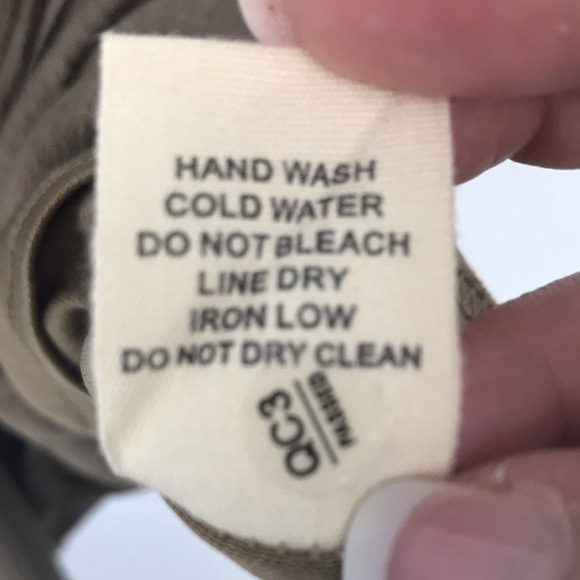 HAND WASH
COLD WATER
DO NOT BLEACH
LINE DRY
IRON LOW
DO NOT DRY CLEAN
QC3
PASSED